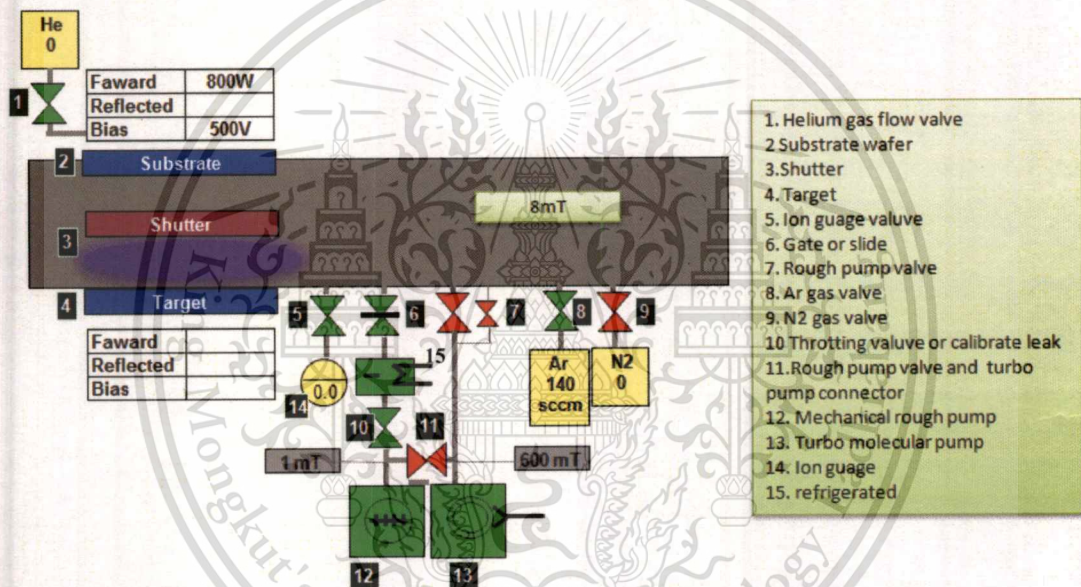 He
0
1
Faward 800W
Reflected
Bias 500V
2 Substrate
8mT
Shutter
3
4 Target
5
6
7
8
9
Faward
Reflected
Bias
15
0.0
14
Ar
140
sccm
N2
0
10
11
1 mT
600 mT
12
13
1. Helium gas flow valve
2 Substrate wafer
3.Shutter
4. Target
5. Ion guage valuve
6. Gate or slide
7. Rough pump valve
8. Ar gas valve
9. N2 gas valve
10 Throtting valuve or calibrate leak
11.Rough pump valve and turbo
pump connector
12. Mechanical rough pump
13. Turbo molecular pump
14. Ion guage
15. refrigerated
King Mongkut's